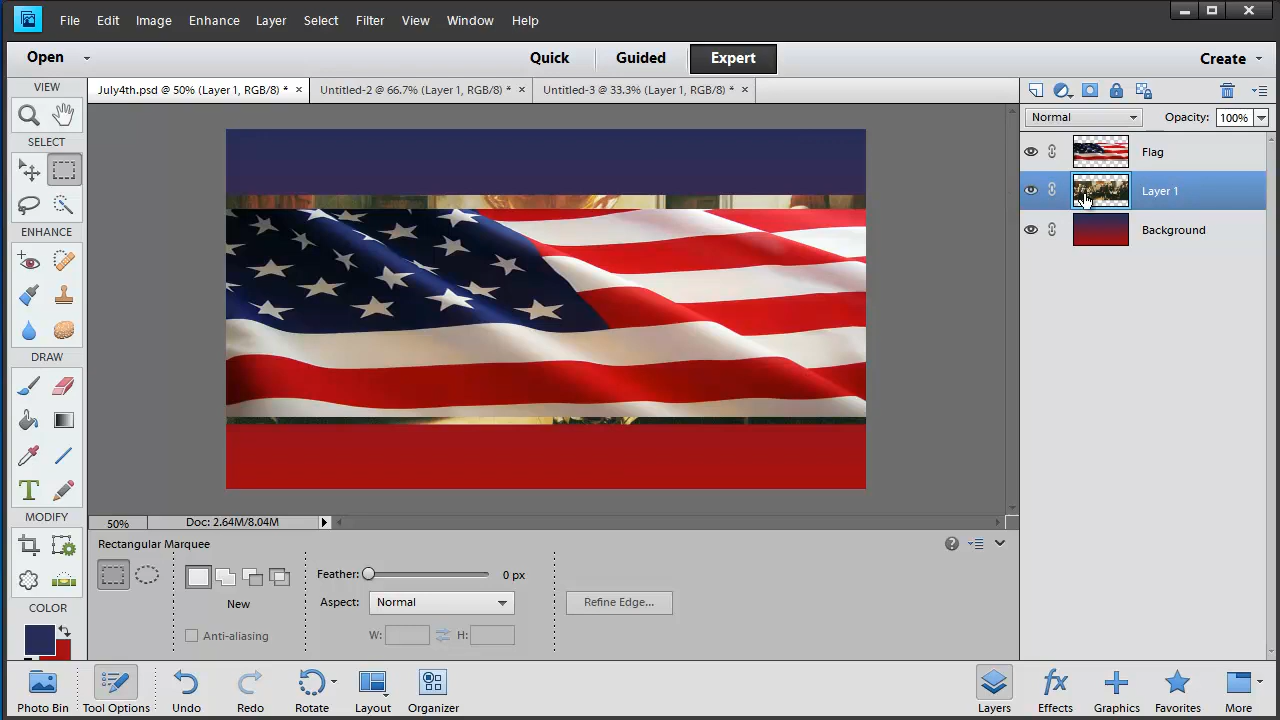 File Edit Image Enhance Layer Select Filter View Window Help
Open Quick Guided Expert Create
VIEW July4th.psd @ 50% (Layer 1, RGB/8) * Untitled-2 @ 66.7% (Layer 1, RGB/8) * Untitled-3 @ 33.3% (Layer 1, RGB/8) *
Normal Opacity: 100%
SELECT
Flag
Layer 1
ENHANCE
Background
DRAW
MODIFY
50% Doc: 2.64M/8.04M
Rectangular Marquee
Feather: 0 px
New Aspect: Normal Refine Edge...
COLOR
Anti-aliasing W: H:
Photo Bin Tool Options Undo Redo Rotate Layout Organizer Layers Effects Graphics Favorites More